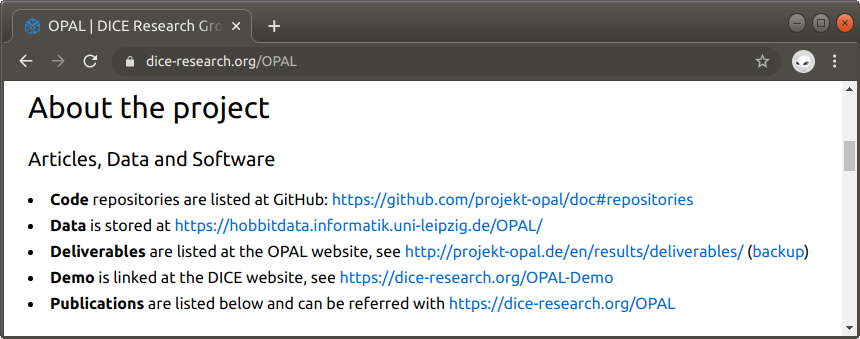 OPAL | DICE Research Gro
dice-research.org/OPAL
About the project
Articles, Data and Software
Code repositories are listed at GitHub: https://github.com/projekt-opal/doc#repositories
Data is stored at https://hobbitdata.informatik.uni-leipzig.de/OPAL/
Deliverables are listed at the OPAL website, see http://projekt-opal.de/en/results/deliverables/ (backup)
Demo is linked at the DICE website, see https://dice-research.org/OPAL-Demo
Publications are listed below and can be referred with https://dice-research.org/OPAL